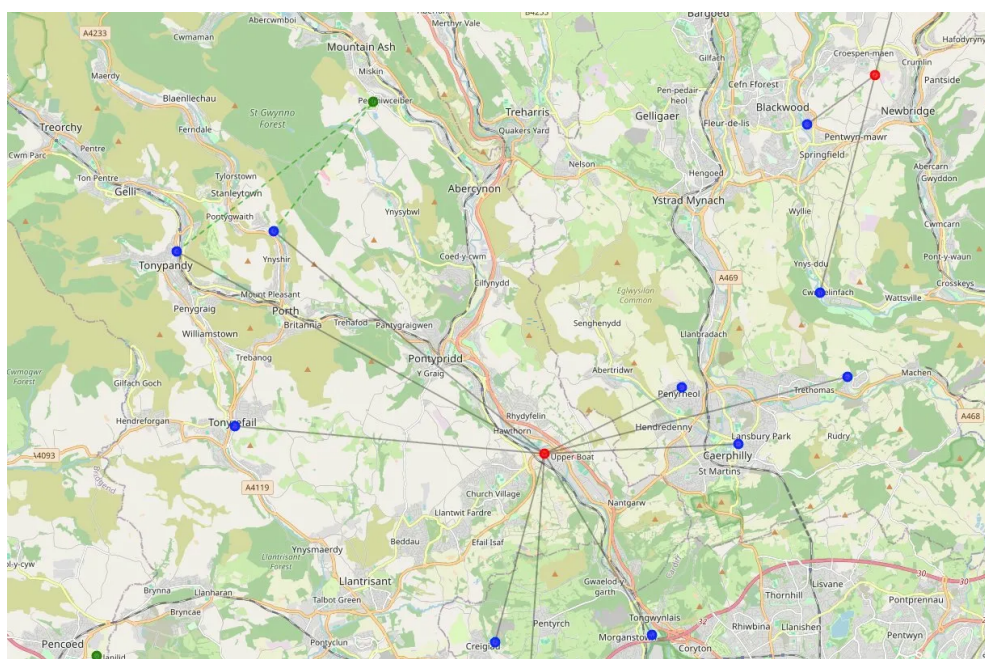 Abercwmboi
Merthyr Vale
B4255
Bargoed
A4233
Cwmaman
Mountain Ash
Gilfach
Croespen-maen
Hafodyryny
Crumlin
Maerdy
Miskin
Pen-pedair-
heol
Cefn Fforest
Pantside
Blaenllechau
Treharris
Blackwood
Newbridge
St Gwynno
Forest
Gelligaer
Fleur-de-lis
Treorchy
Ferndale
Quakers Yard
Pentwyn-mawr
Pentre
Nelson
Springfield
Cwm Parc
Hengoed
Abercarn
Ton Pentre
Tylorstown
Gwyddon
Gelli
Stanleytown
Abercynon
Ystrad Mynach
Pontygwaith
Ynysybwl
Wyllie
Cwmcarn
Coed-y-cwm
Ynys-ddu
Pont-y-waun
Tonypandy
Ynyshir
A469
Cilfynydd
Crosskeys
Mount Pleasant
Eglwysilan
Common
Wattsville
Penygraig
Porth
Britannia
Trehafod
Pantygraigwen
Senghenydd
Williamstown
Llanbradach
Trebanog
Pontypridd
Cwmogwr
Forest
Y Graig
Abertridwr
Machen
Gilfach Goch
Penyrheol
Trethomas
Rhydyfelin
A468
Hendreforgan
Hawthorn
Hendredenny
Lansbury Park
Rudry
A4093
Upper Boat
Caerphilly
St Martins
Bridgend
A4119
Church Village
Nantgarw
Llantwit Fardre
Beddau
Efail Isaf
Cardiff
Ynysmaerdy
Llantrisant
Forest
30
30
Gwaelod-y-
garth
Lisvane
Brynna
Llanharan
Llantrisant
Thornhill
Pontprennau
Talbot Green
Bryncae
Tongwynlais
Pentyrch
32
Rhiwbina
Llanishen
Pencoed
Pontyclun
Morganstown
Pentwyn
Coryton